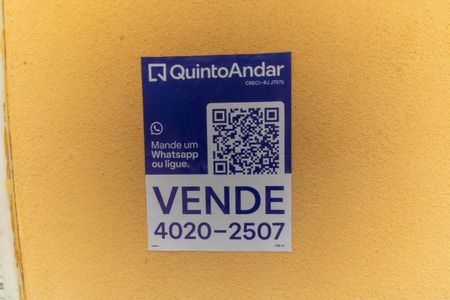 QuintoAndar
CRECI-RJ J7575
Mande um
Whatsapp
ou ligue.
VENDE
4020-2507